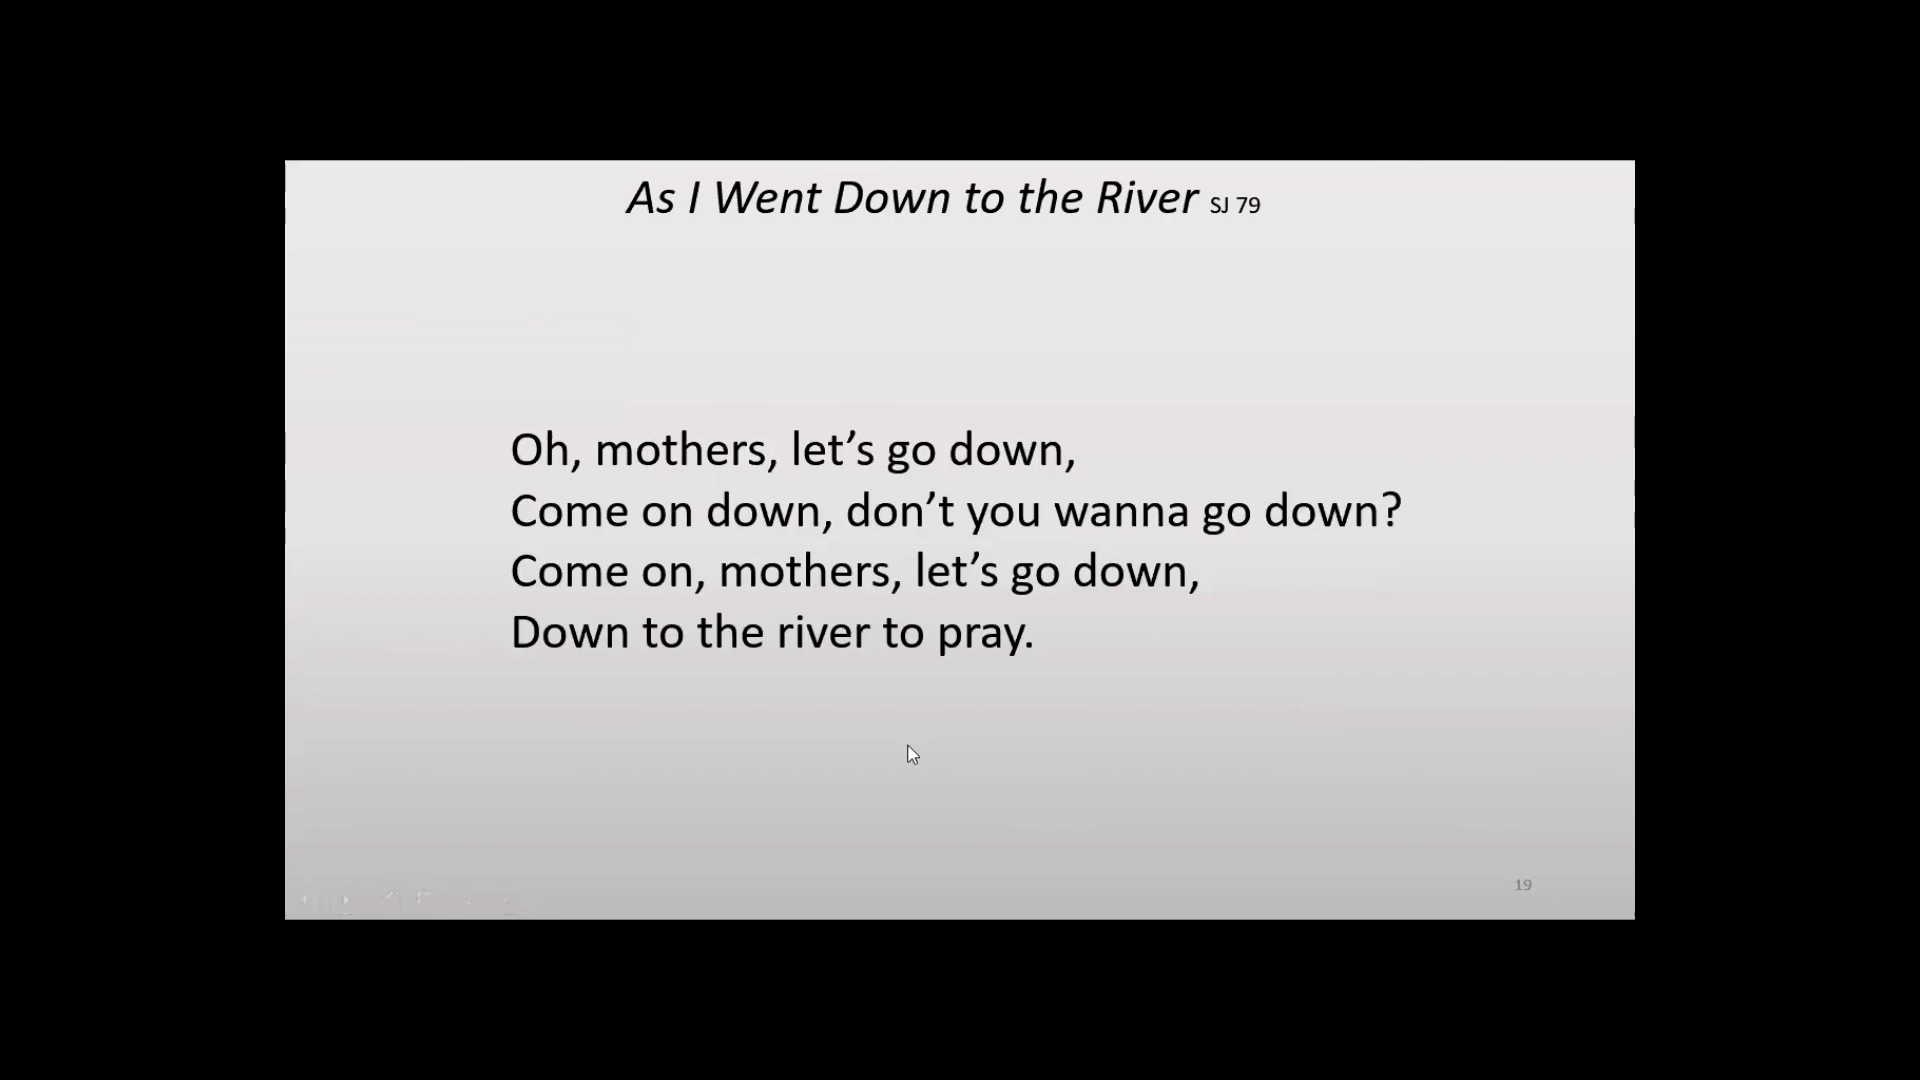 As I Went Down to the River SJ 79
Oh, mothers, let’s go down,
Come on down, don’t you wanna go down?
Come on, mothers, let’s go down,
Down to the river to pray.
19